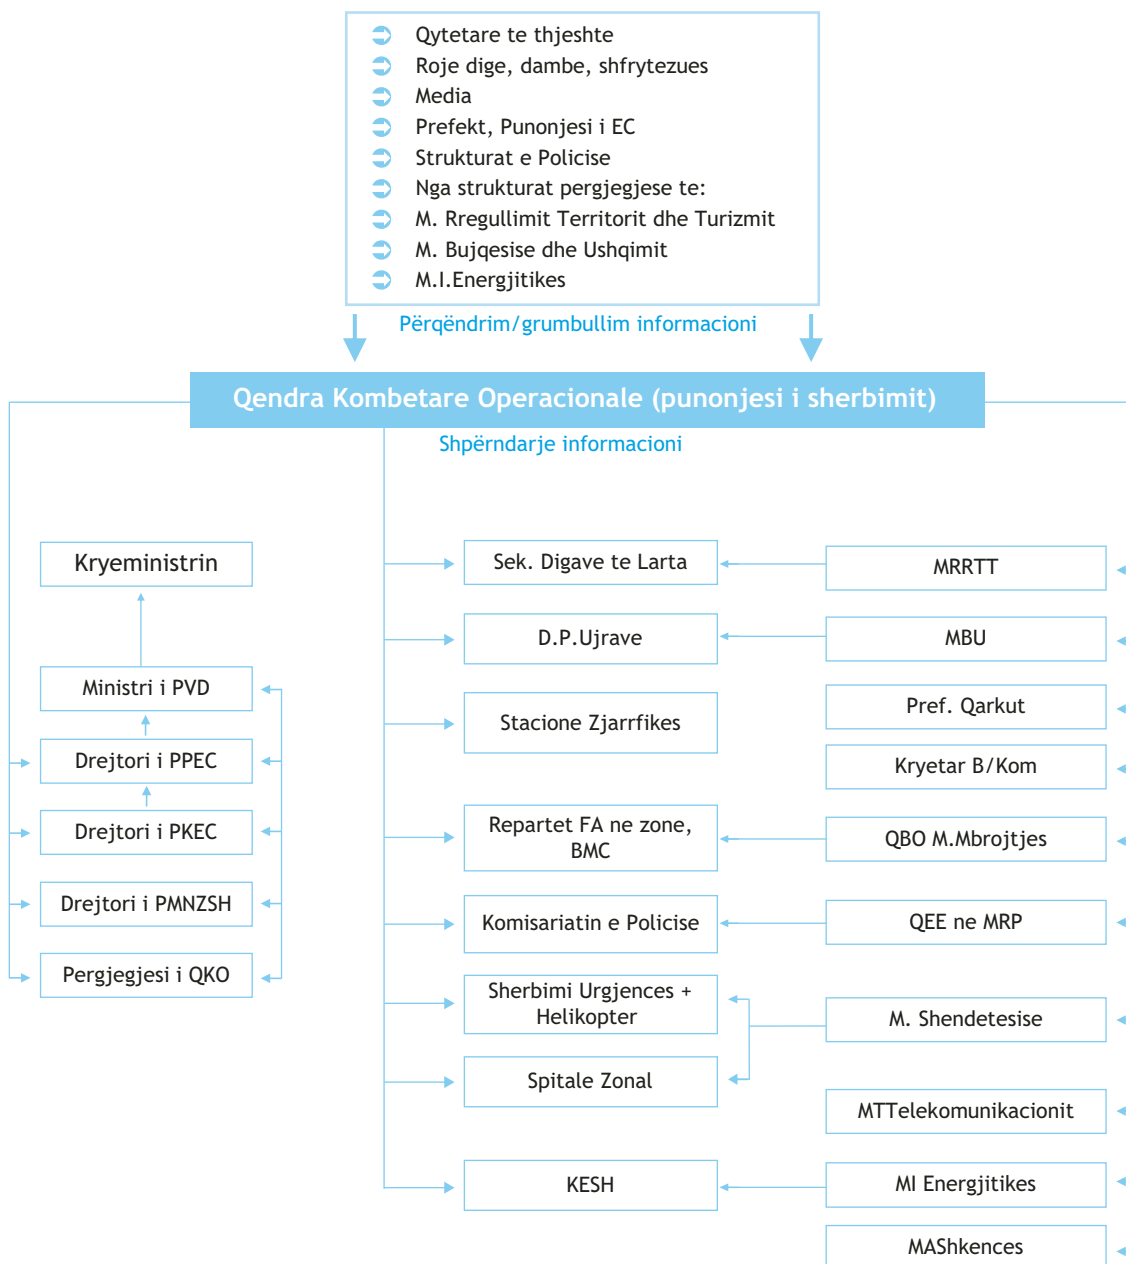 Qytetare te thjeshte
Roje dige, dambe, shfrytezues
Media
Prefekt, Punonjesi i EC
Strukturat e Policise
Nga strukturat pergjegjese te:
M. Rregullimit Territorit dhe Turizmit
M. Bujqesise dhe Ushqimit
M.I.Energjitikes
Përqëndrim/grumbullim informacioni
Qendra Kombetare Operacionale (punonjesi i sherbimit)
Shpërndarje informacioni
Kryeministrin
Ministri i PVD
Drejtori i PPEC
Drejtori i PKEC
Drejtori i PMNZSH
Pergjegjesi i QKO
Sek. Digave te Larta
D.P.Ujrave
Stacione Zjarrfikes
Repartet FA ne zone,
BMC
Komisariatin e Policise
Sherbimi Urgjences +
Helikopter
Spitale Zonal
KESH
MRRTT
MBU
Pref. Qarkut
Kryetar B/Kom
QBO M.Mbrojtjes
QEE ne MRP
M. Shendetesise
MTTelekomunikacionit
MI Energjitikes
MAShkences